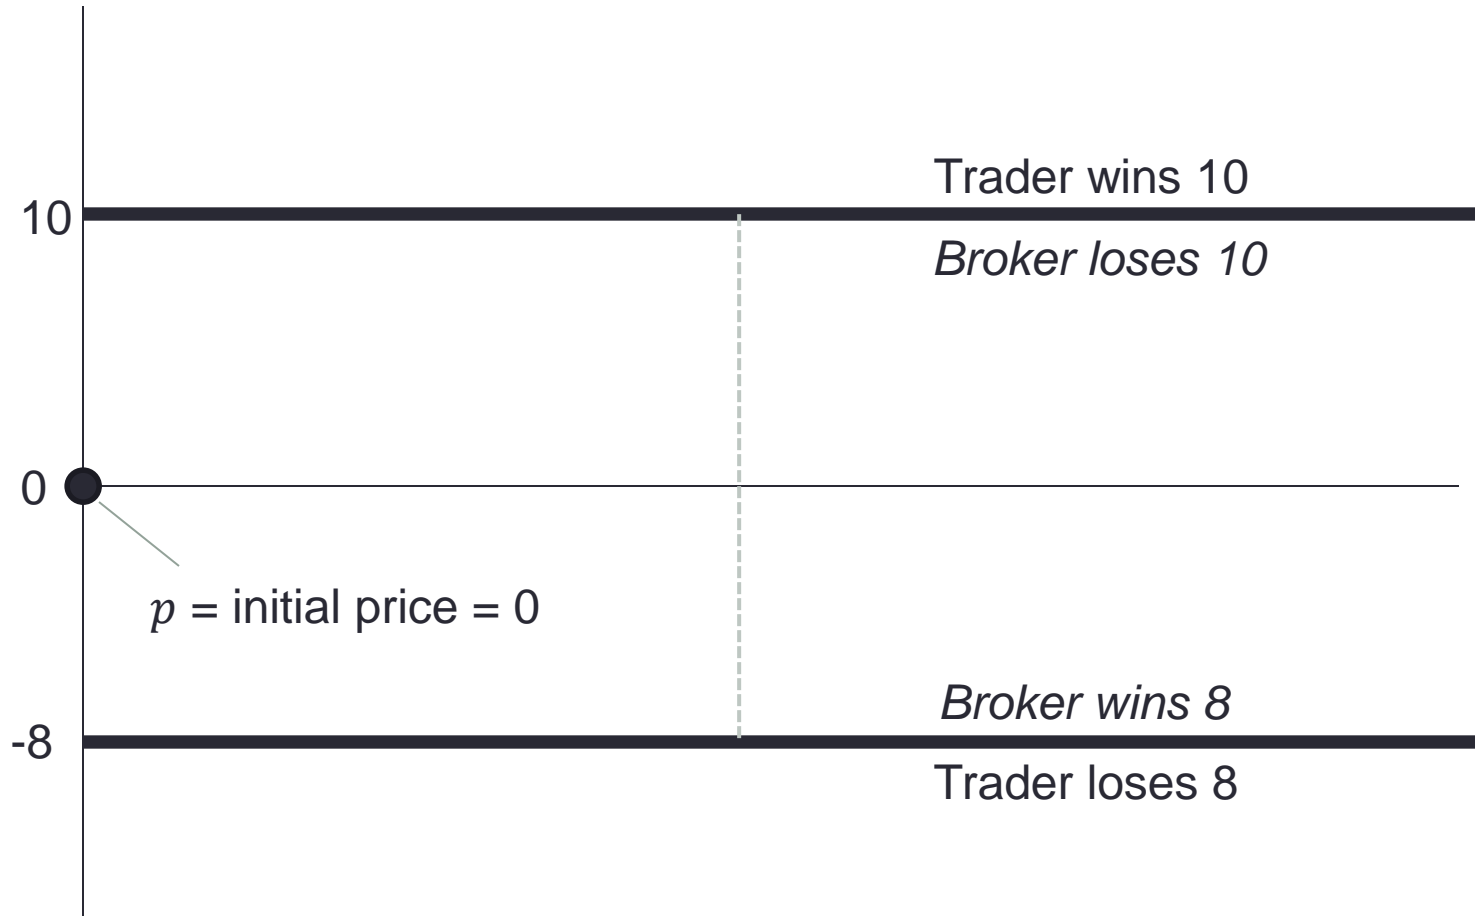 Trader wins 10
10
Broker loses 10
0
p = initial price = 0
Broker wins 8
-8
Trader loses 8